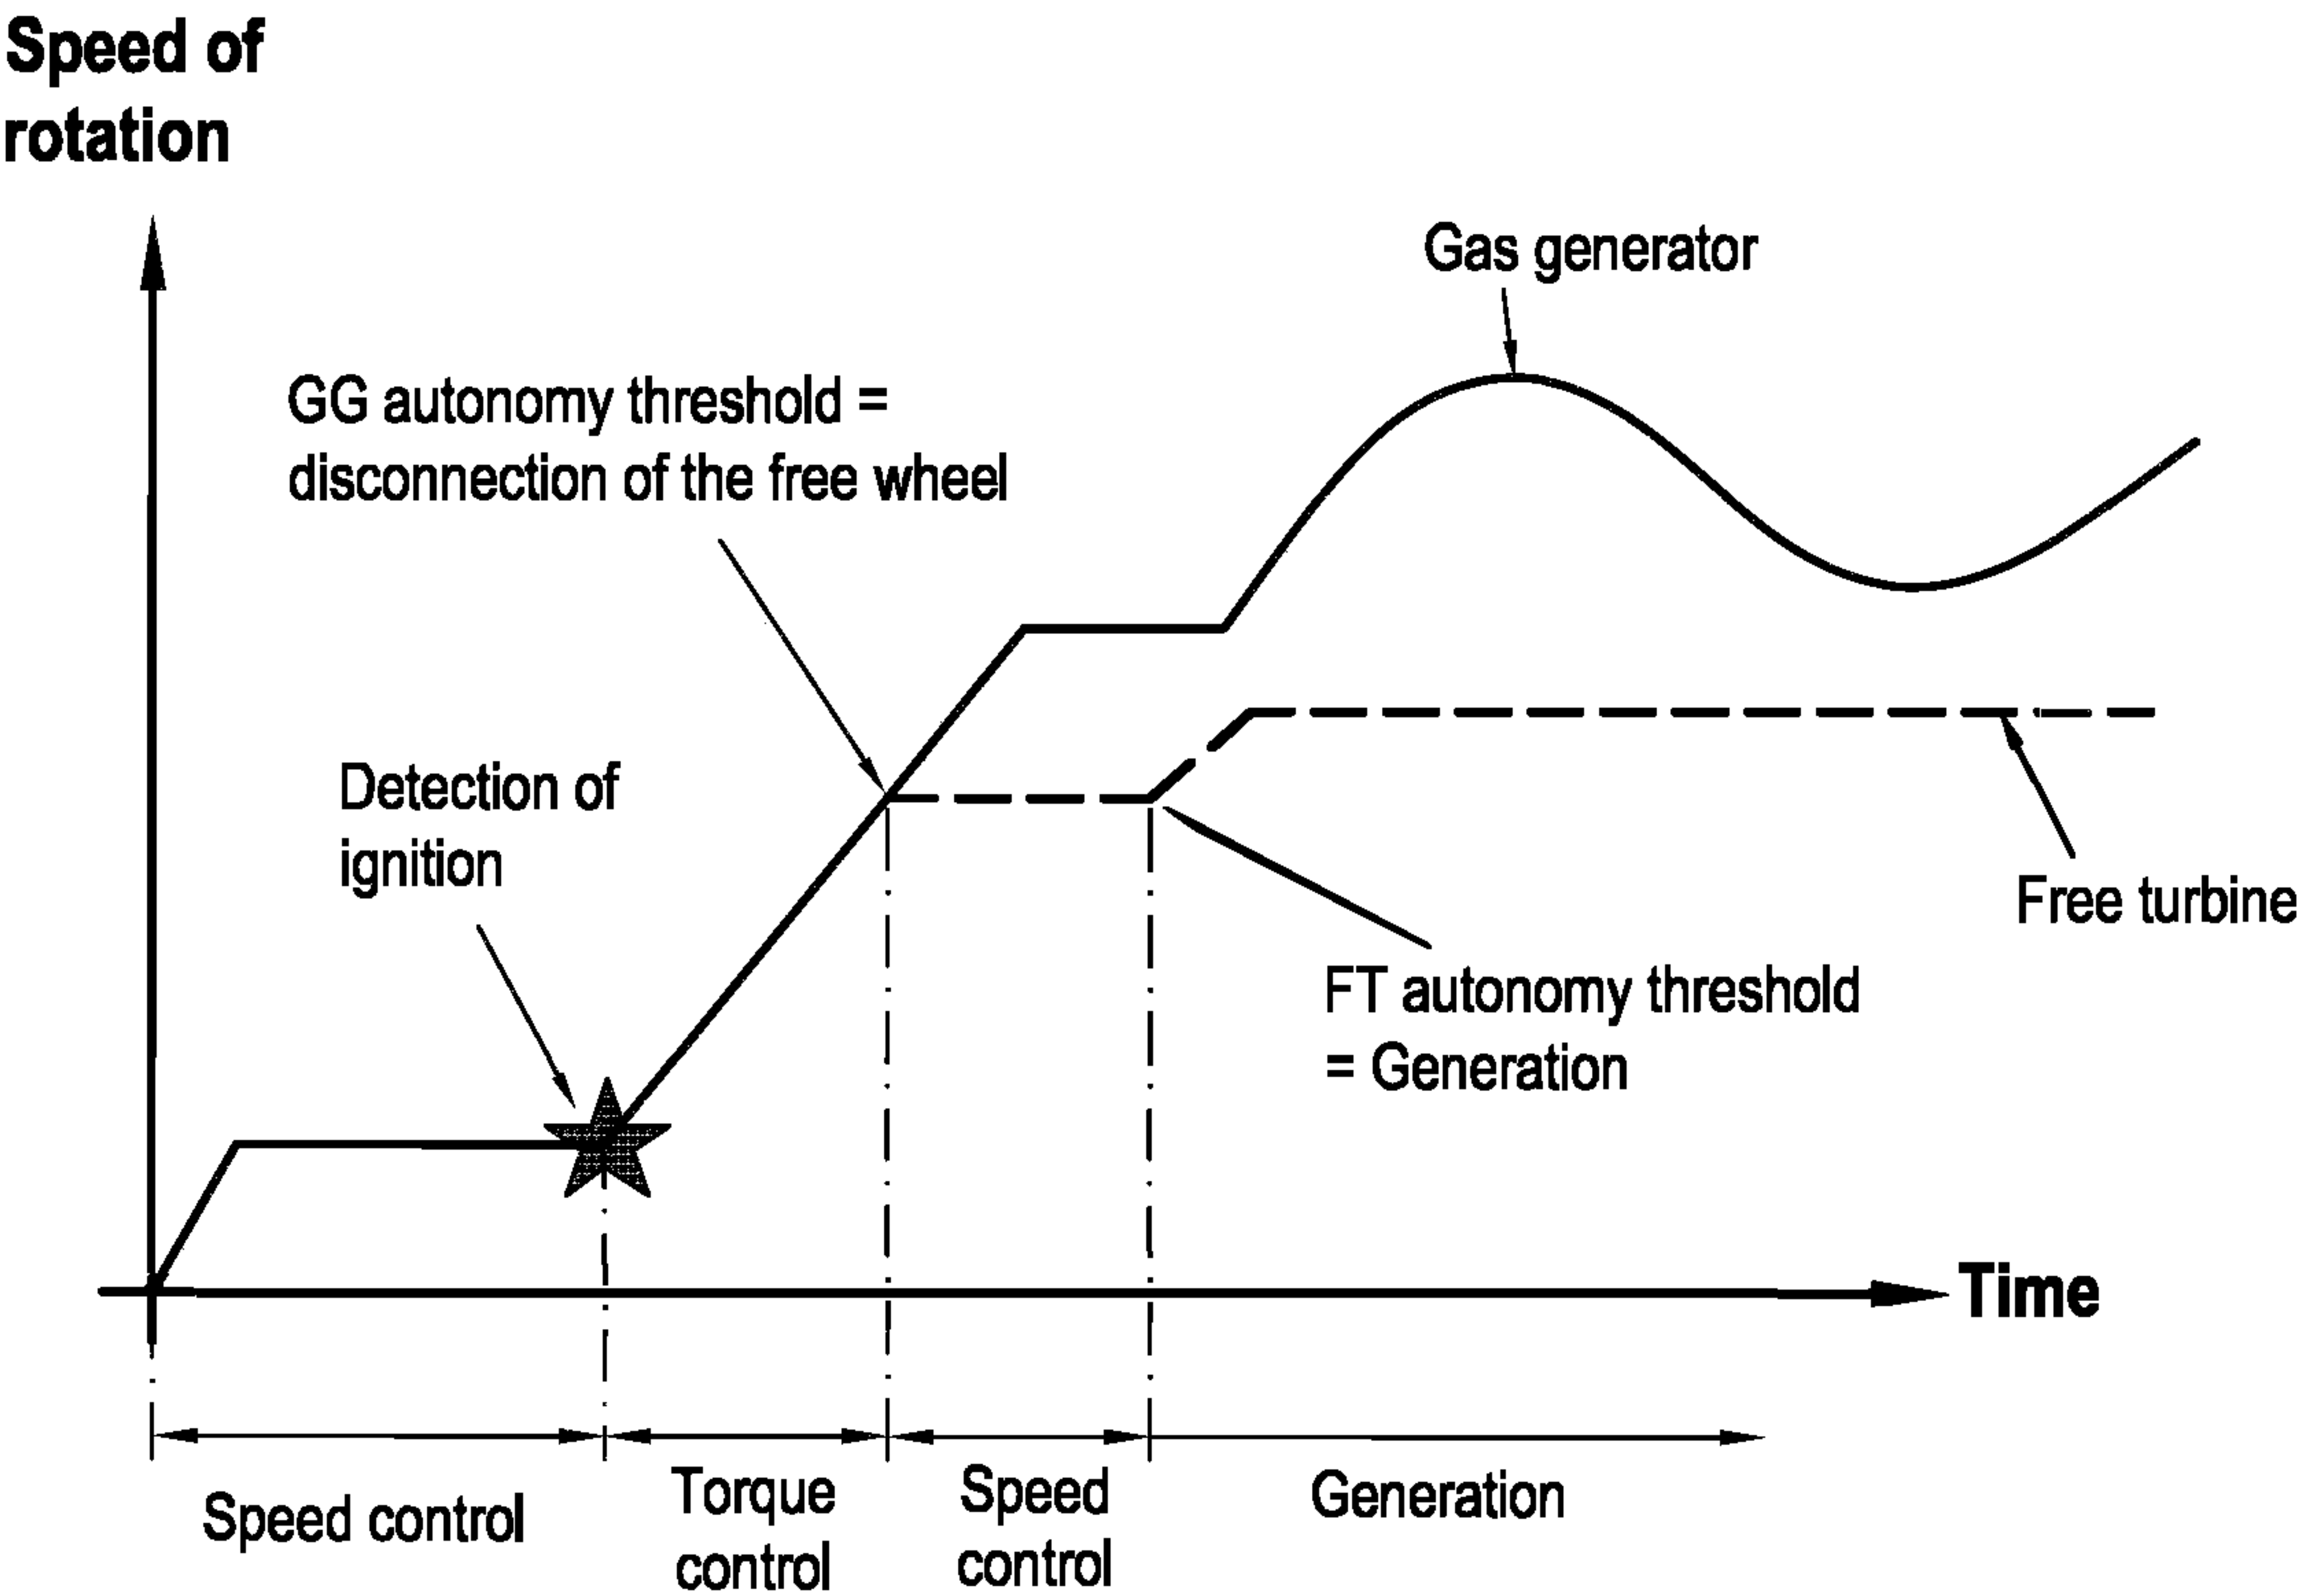 Speed of
rotation
Gas generator
GG autonomy threshold =
disconnection of the free wheel
Detection of
ignition
Free turbine
FT autonomy threshold
= Generation
Time
Speed control
Torque
control
Speed
control
Generation